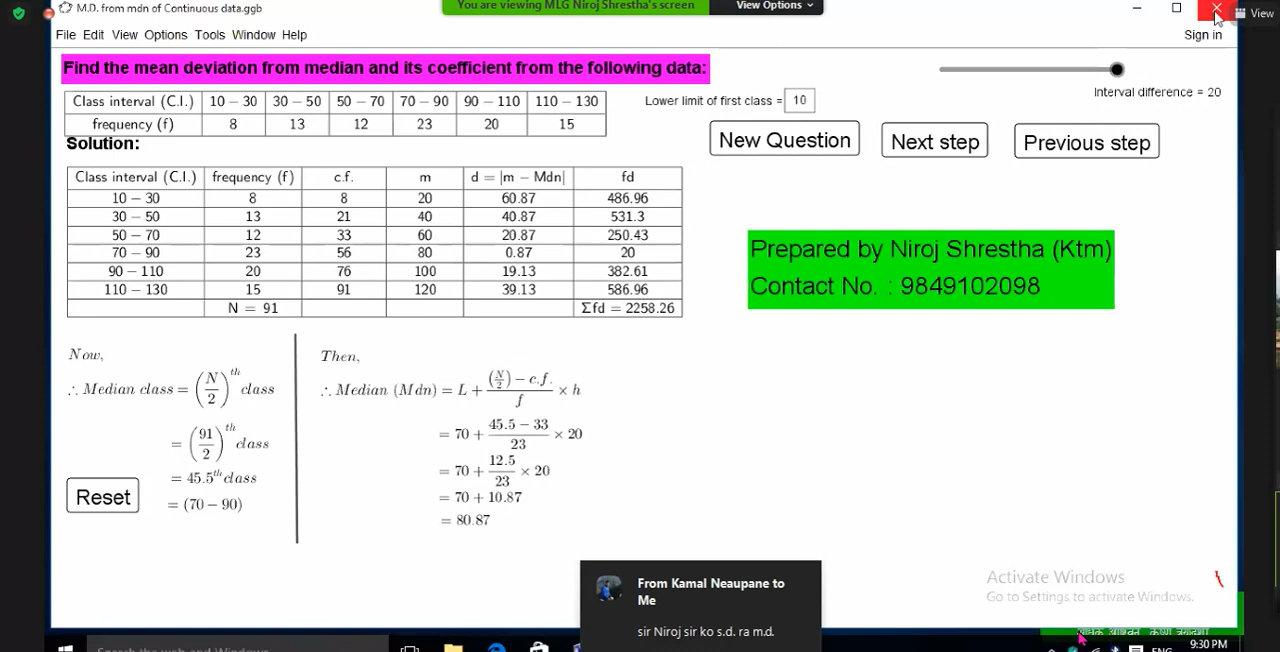 M.D. from mdn of Continuous data.ggb
You are viewing MLG Niroj Shrestha's screen
View Options
View
File Edit View Options Tools Window Help
Sign in
Find the mean deviation from median and its coefficient from the following data:
Class interval (C.I.) 10 − 30 30 − 50 50 − 70 70 − 90 90 − 110 110 − 130
frequency (f) 8 13 12 23 20 15
Lower limit of first class = 10
Interval difference = 20
New Question Next step Previous step
Solution:
Class interval (C.I.) frequency (f) c.f. m d = |m − Mdn| fd
10 − 30 8 8 20 60.87 486.96
30 − 50 13 21 40 40.87 531.3
50 − 70 12 33 60 20.87 250.43
70 − 90 23 56 80 0.87 20
90 − 110 20 76 100 19.13 382.61
110 − 130 15 91 120 39.13 586.96
N = 91 Σfd = 2258.26
Prepared by Niroj Shrestha (Ktm)
Contact No. : 9849102098
Now,
∴ Median class = (N/2)^th class
= (91/2)^th class
= 45.5^th class
= (70 − 90)
Reset
Then,
∴ Median (Mdn) = L + ((N/2) − c.f.)/f × h
= 70 + (45.5 − 33)/23 × 20
= 70 + 12.5/23 × 20
= 70 + 10.87
= 80.87
From Kamal Neaupane to
Me
sir Niroj sir ko s.d. ra m.d.
Activate Windows
Go to Settings to activate Windows.
Search the web and Windows
ENG
9:30 PM